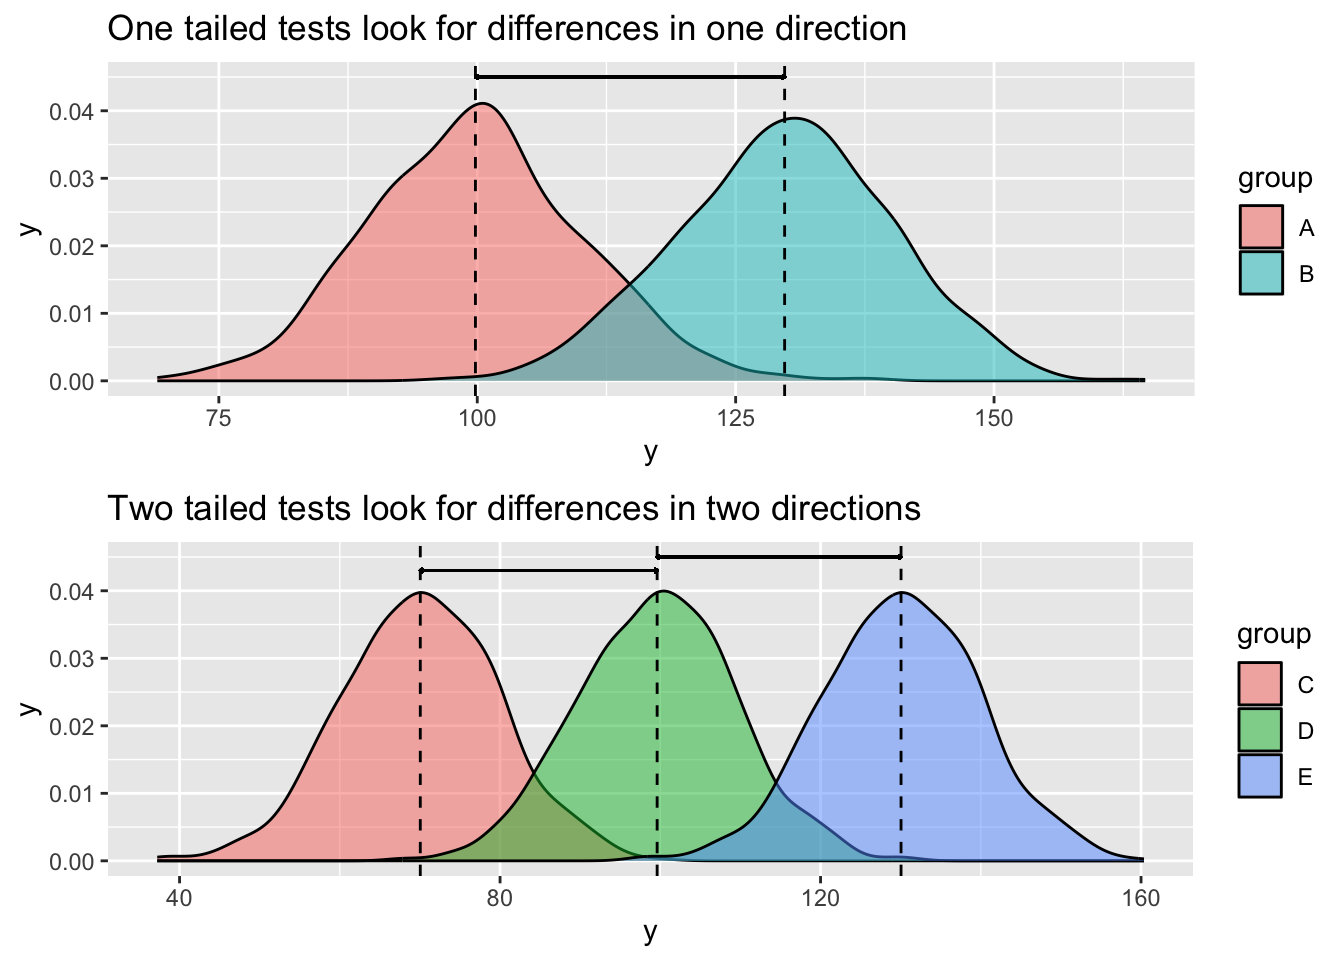 One tailed tests look for differences in one direction
y
0.04
0.03
0.02
0.01
0.00
75 100 125 150
y
group
A
B
Two tailed tests look for differences in two directions
y
0.04
0.03
0.02
0.01
0.00
40 80 120 160
y
group
C
D
E